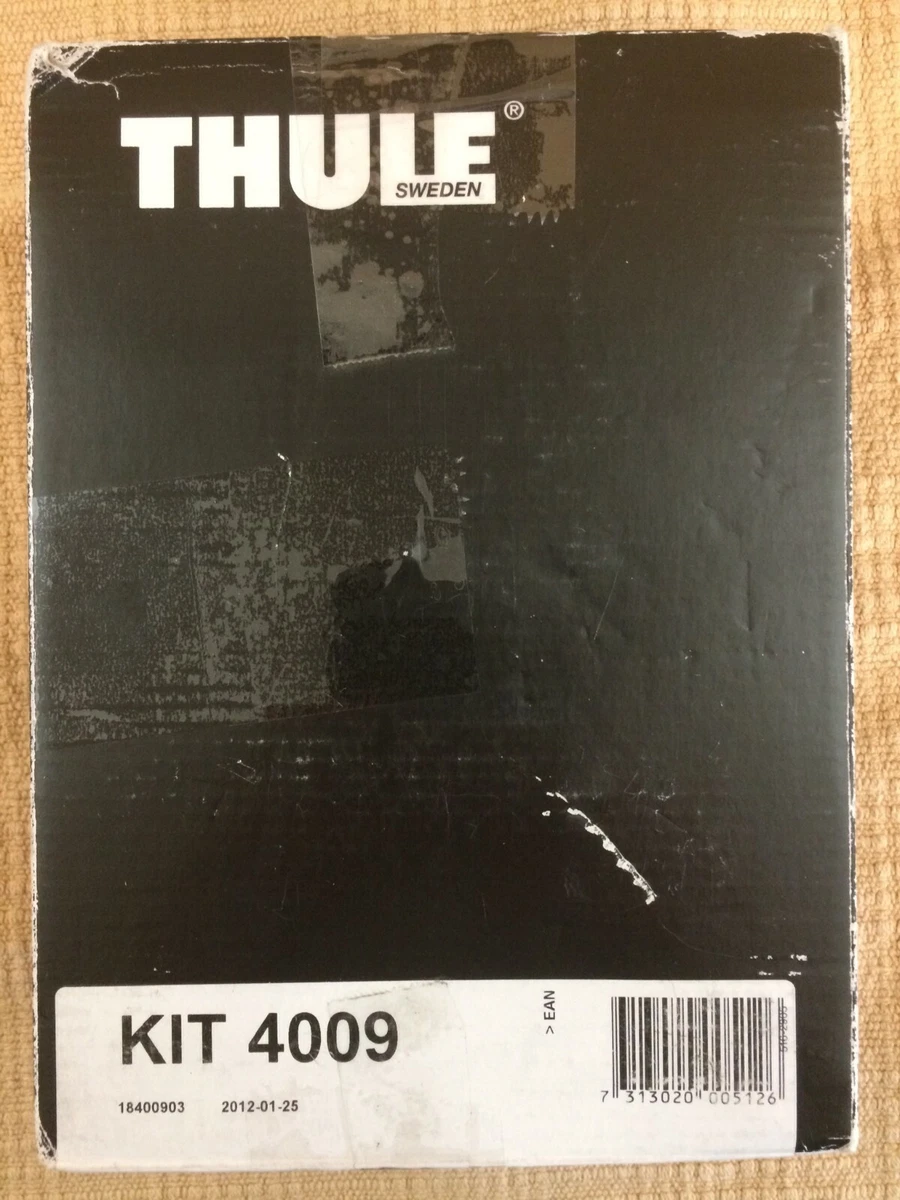 THULE®
SWEDEN
KIT 4009
18400903 2012-01-25
> EAN
7 313020 005126